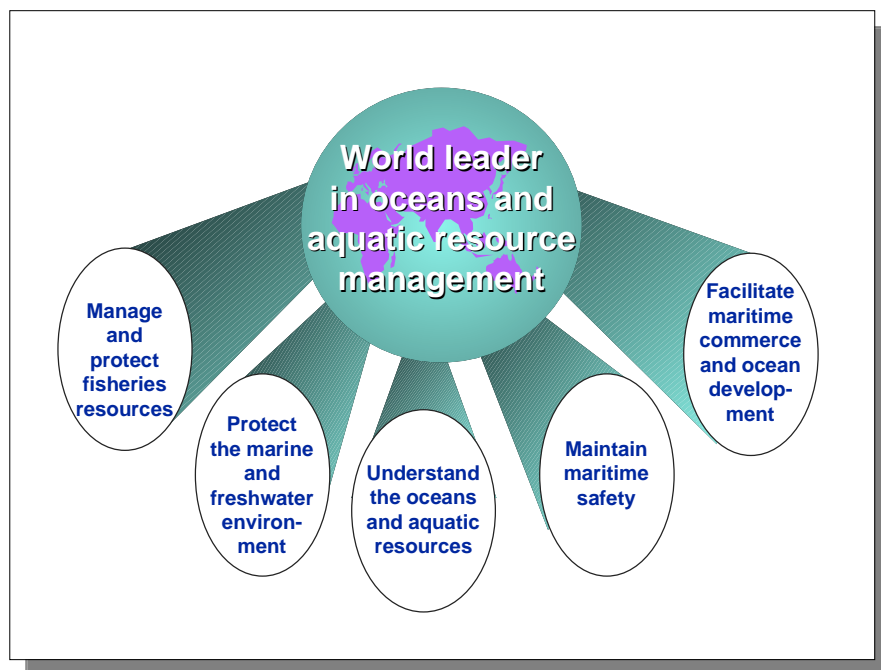 World leader
in oceans and
aquatic resource
management
Manage
and
protect
fisheries
resources
Protect
the marine
and
freshwater
environ-
ment
Understand
the oceans
and aquatic
resources
Maintain
maritime
safety
Facilitate
maritime
commerce
and ocean
develop-
ment